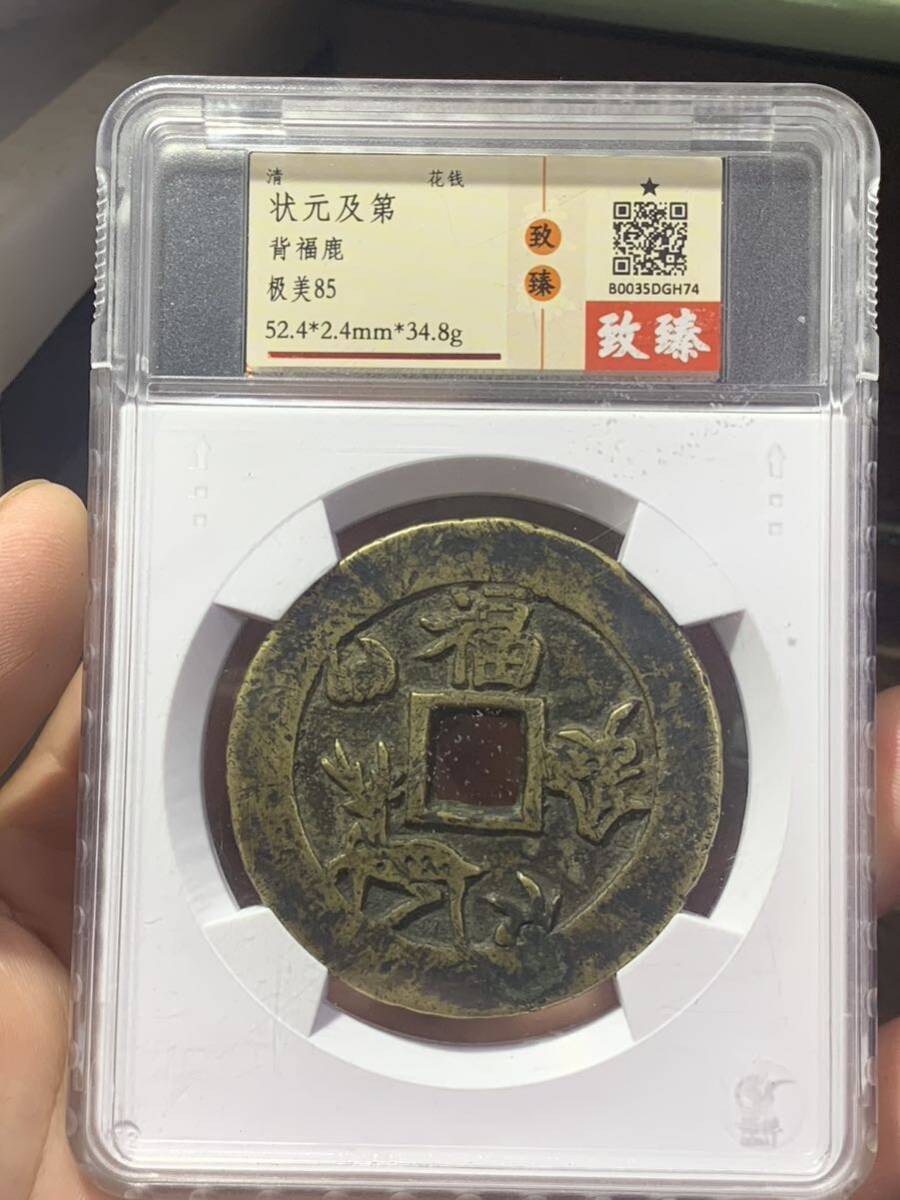 清 花钱
状元及第
背福鹿
极美85
52.4*2.4mm*34.8g
致
臻
★
B0035DGH74
致臻
福